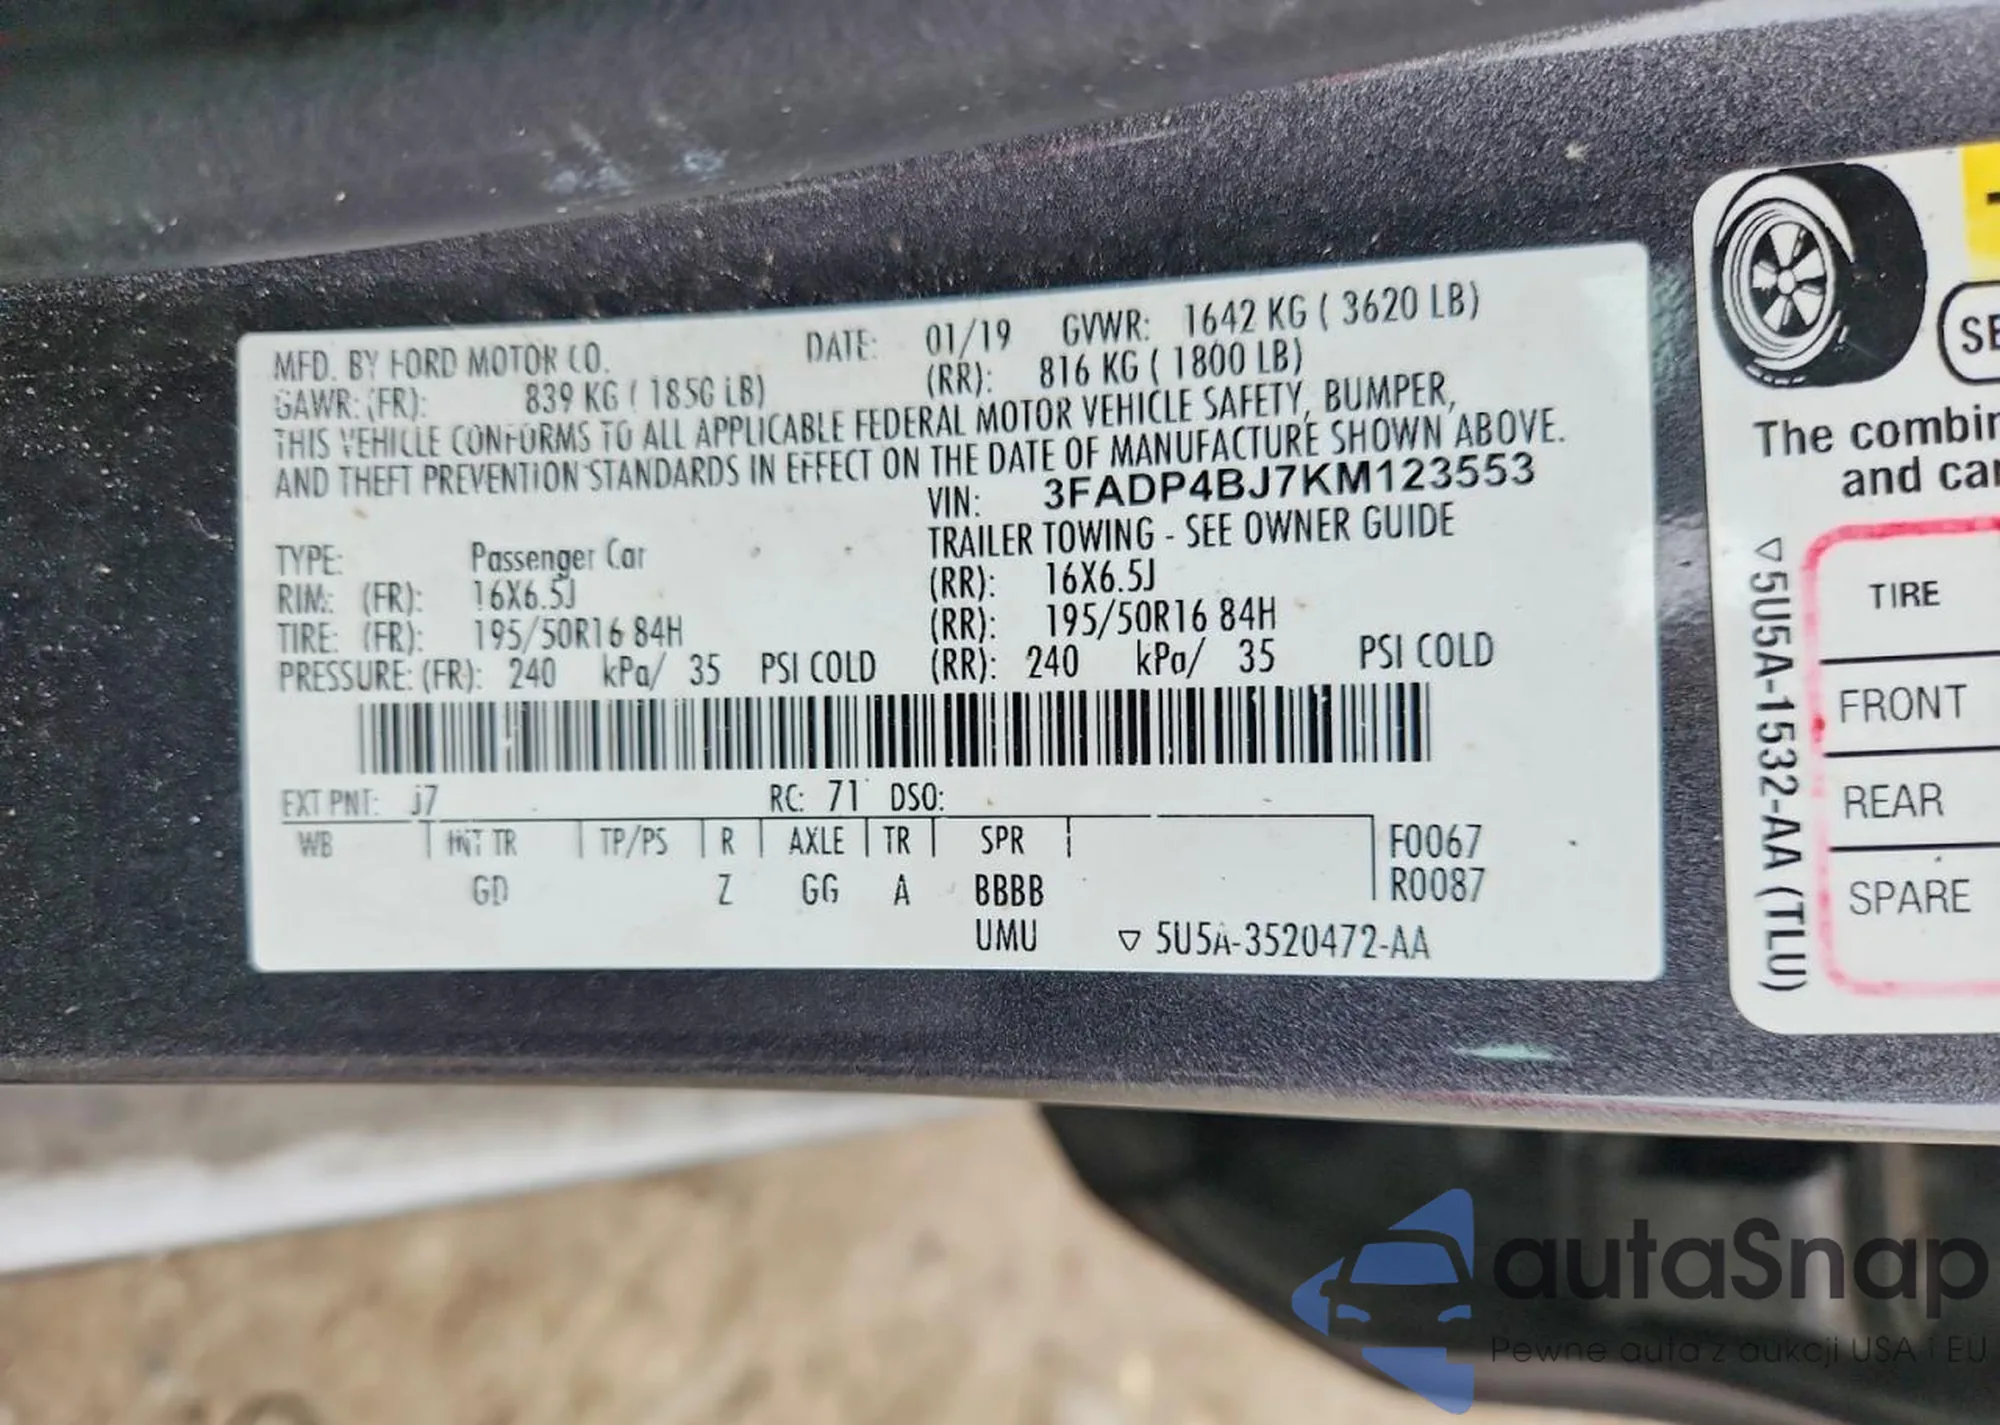 MFD. BY FORD MOTOR CO. DATE: 01/19 GVWR: 1642 KG ( 3620 LB)
GAWR: (FR): 839 KG ( 1850 LB) (RR): 816 KG ( 1800 LB)
THIS VEHICLE CONFORMS TO ALL APPLICABLE FEDERAL MOTOR VEHICLE SAFETY, BUMPER,
AND THEFT PREVENTION STANDARDS IN EFFECT ON THE DATE OF MANUFACTURE SHOWN ABOVE.
VIN: 3FADP4BJ7KM123553
TRAILER TOWING - SEE OWNER GUIDE
TYPE: Passenger Car
RIM: (FR): 16X6.5J (RR): 16X6.5J
TIRE: (FR): 195/50R16 84H (RR): 195/50R16 84H
PRESSURE: (FR): 240 kPa/ 35 PSI COLD (RR): 240 kPa/ 35 PSI COLD
EXT PNT: J7 RC: 71 DSO:
WB INT TR TP/PS R AXLE TR SPR F0067
GD Z GG A BBBB R0087
UMU ▽ 5U5A-3520472-AA
SE
The combin
and car
▽5U5A-1532-AA (TLU)
TIRE
FRONT
REAR
SPARE
autaSnap
Pewne auta z aukcji USA i EU